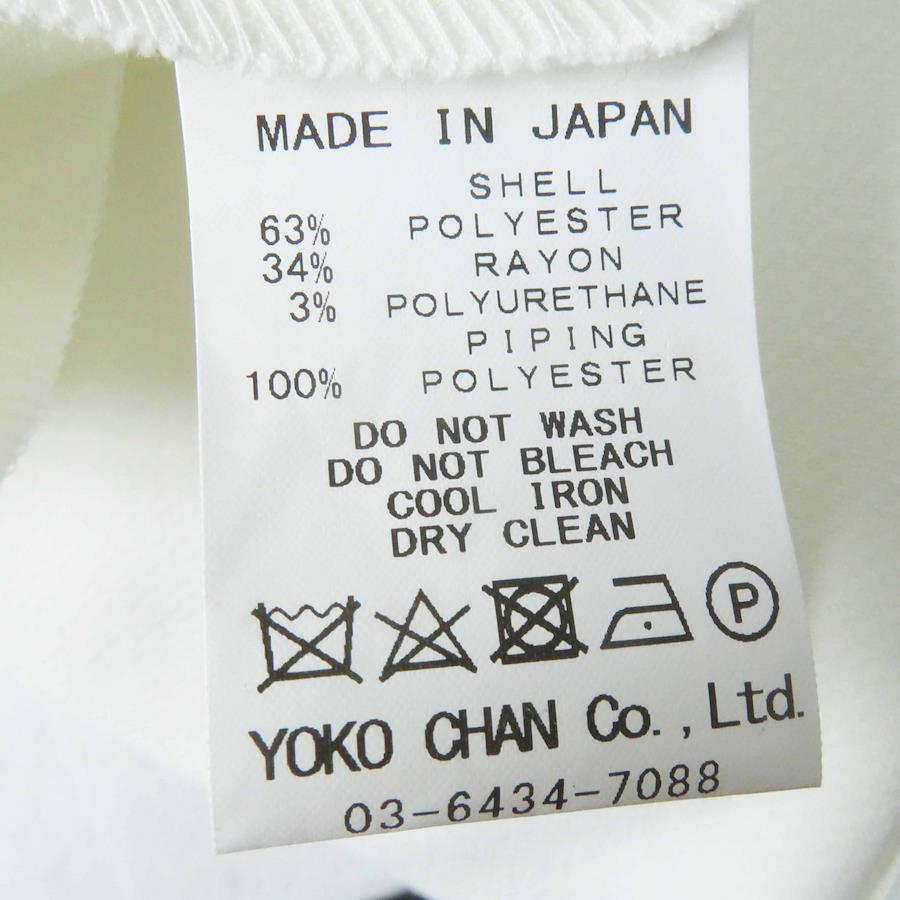 MADE IN JAPAN
SHELL
63% POLYESTER
34% RAYON
3% POLYURETHANE
PIPING
100% POLYESTER
DO NOT WASH
DO NOT BLEACH
COOL IRON
DRY CLEAN
P
YOKO CHAN Co.,Ltd.
03-6434-7088